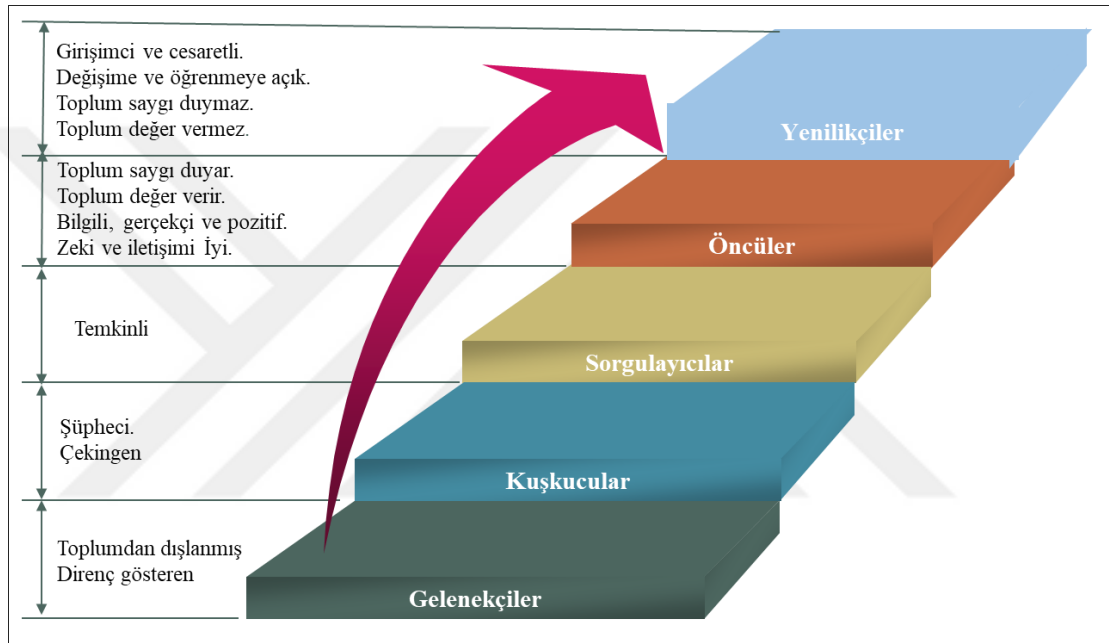 Girişimci ve cesaretli.
Değişime ve öğrenmeye açık.
Toplum saygı duymaz.
Toplum değer vermez.
Yenilikçiler
Toplum saygı duyar.
Toplum değer verir.
Bilgili, gerçekçi ve pozitif.
Zeki ve iletişimi İyi.
Öncüler
Temkinli
Sorgulayıcılar
Şüpheci.
Çekingen
Kuşkucular
Toplumdan dışlanmış
Direnç gösteren
Gelenekçiler